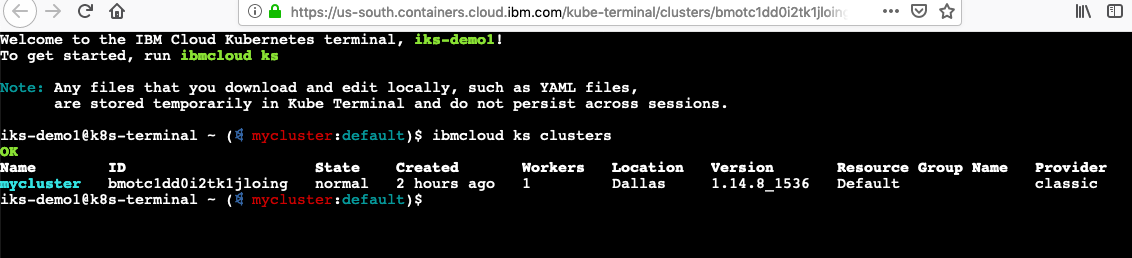 https://us-south.containers.cloud.ibm.com/kube-terminal/clusters/bmotc1dd0i2tk1jloing
Welcome to the IBM Cloud Kubernetes terminal, iks-demo1!
To get started, run ibmcloud ks
Note: Any files that you download and edit locally, such as YAML files,
are stored temporarily in Kube Terminal and do not persist across sessions.
iks-demo1@k8s-terminal ~ (mycluster:default)$ ibmcloud ks clusters
OK
Name ID State Created Workers Location Version Resource Group Name Provider
mycluster bmotc1dd0i2tk1jloing normal 2 hours ago 1 Dallas 1.14.8_1536 Default classic
iks-demo1@k8s-terminal ~ (mycluster:default)$